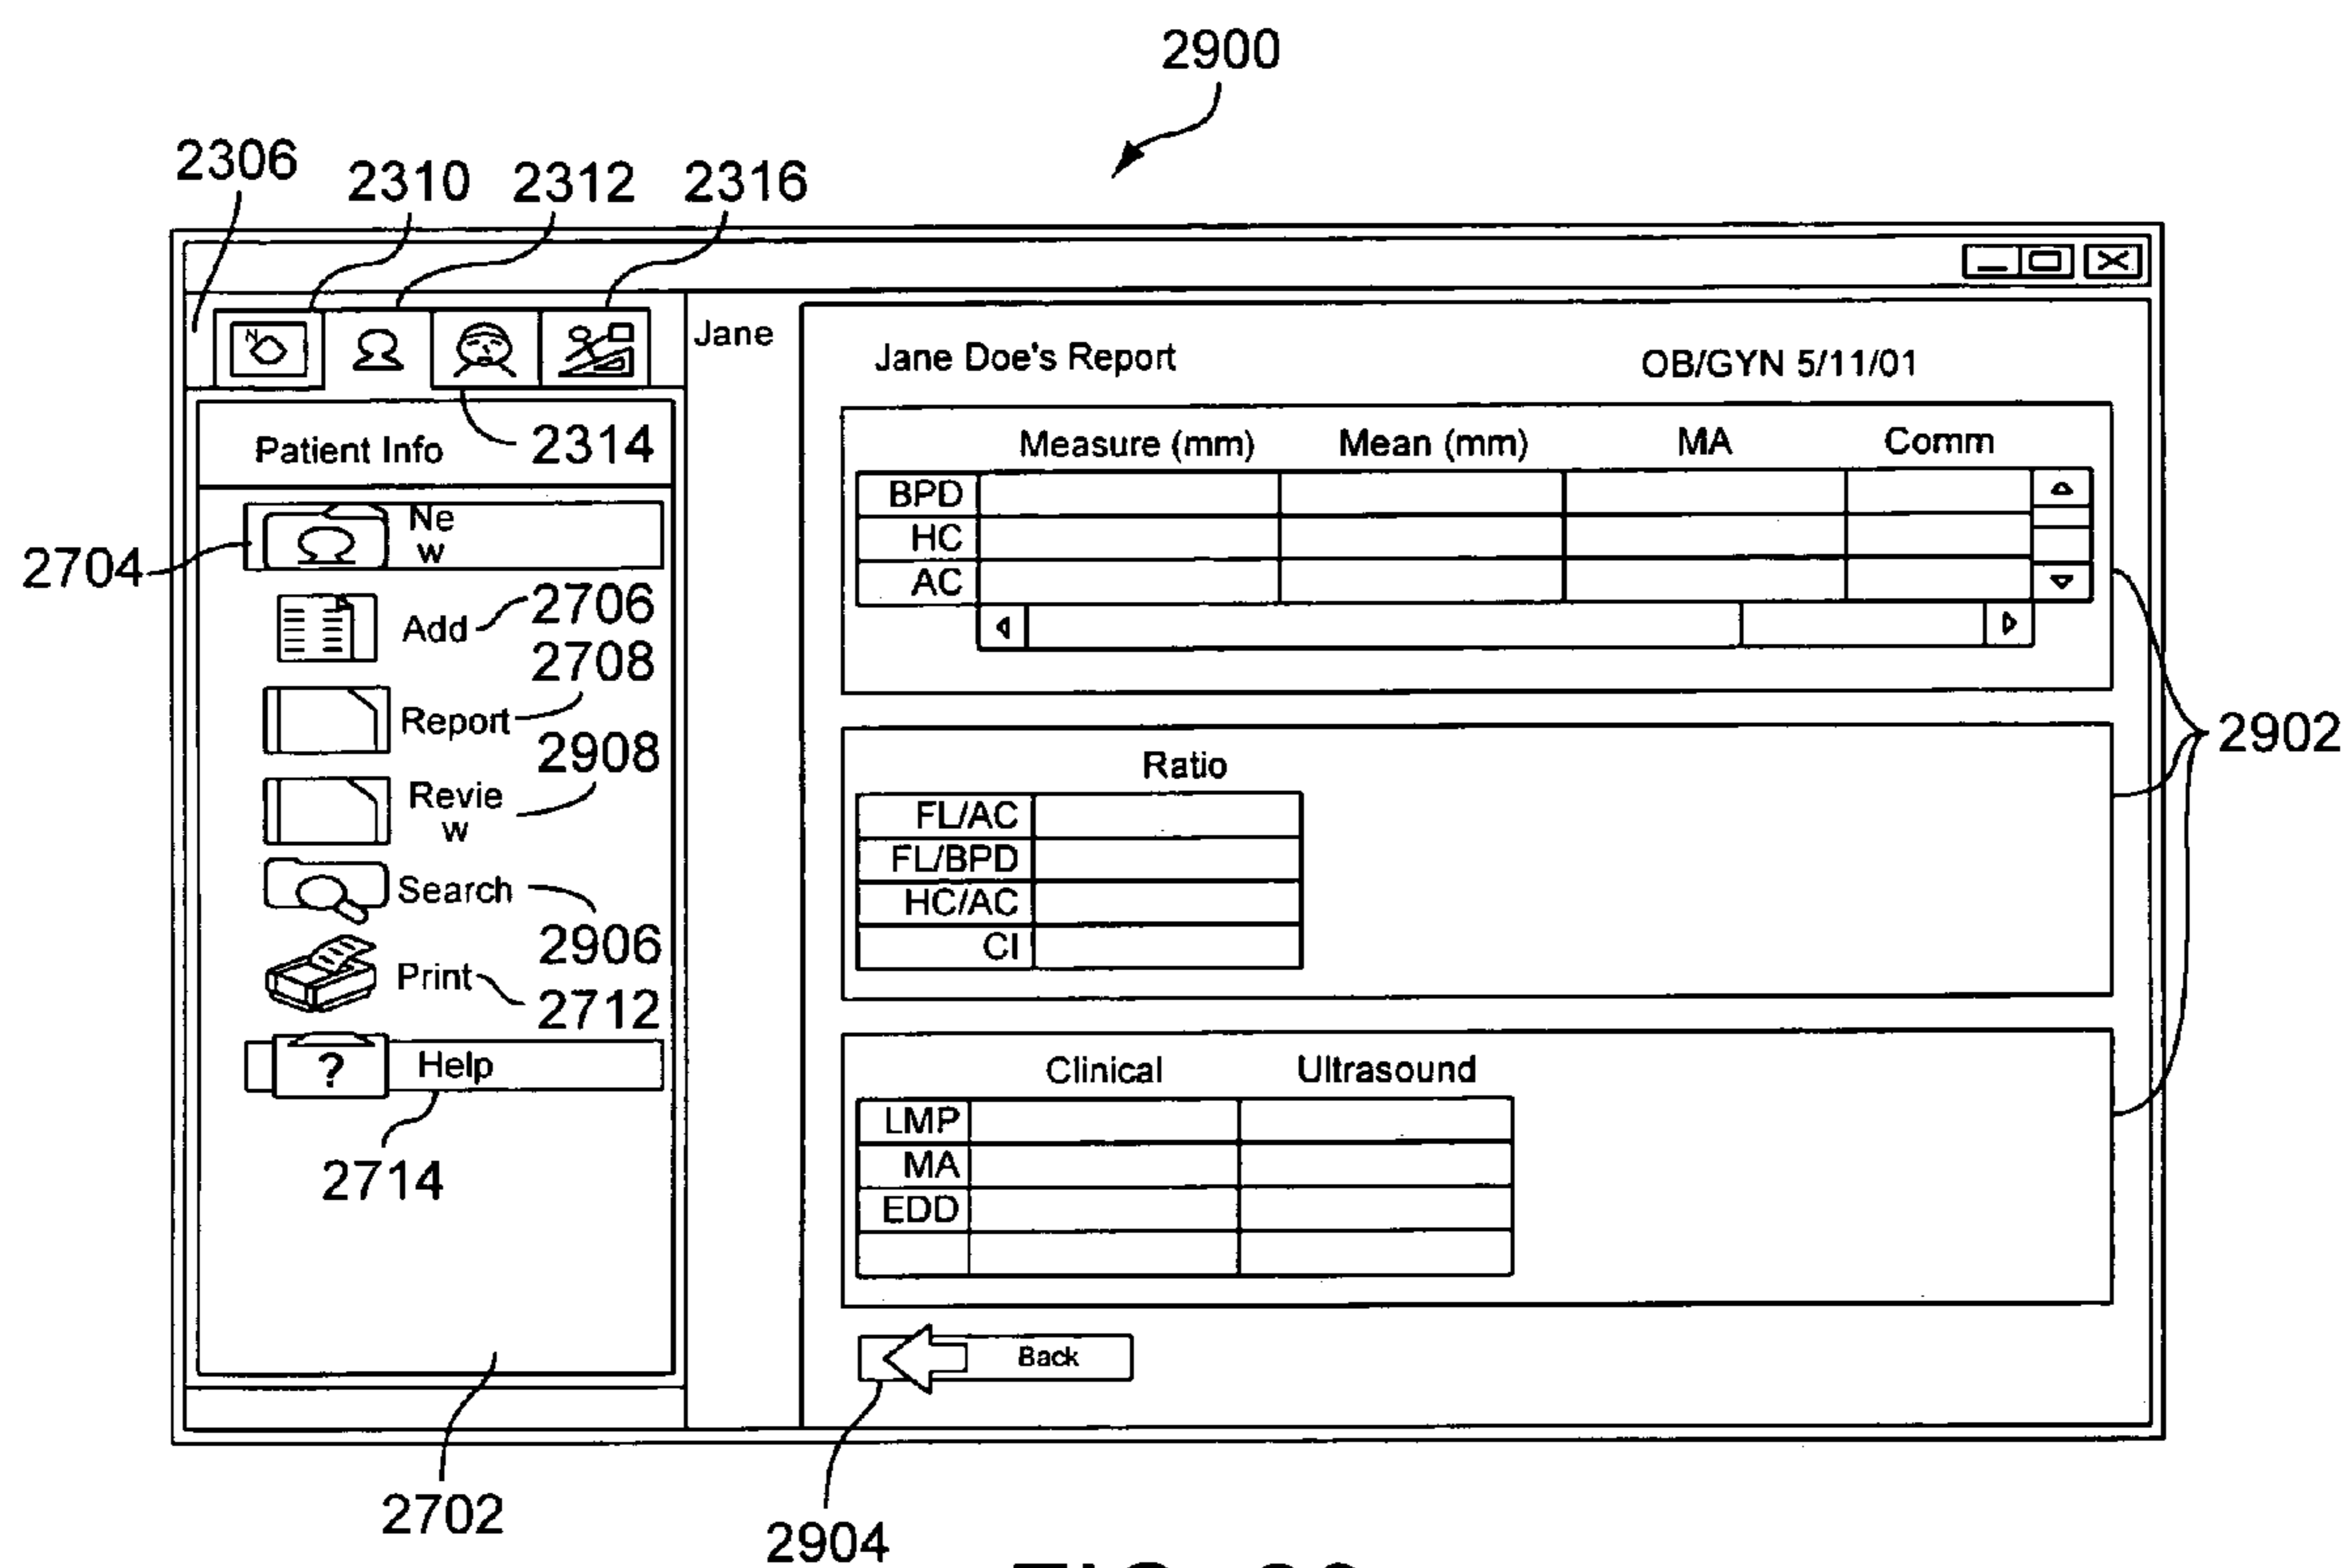 2900
2306
2310
2312
2316
Jane
Jane Doe's Report
OB/GYN 5/11/01
Patient Info
2314
Measure (mm) Mean (mm) MA Comm
BPD
HC
AC
2704
Ne
w
Add
2706
2708
Report
2908
Revie
w
Search
2906
Print
2712
?
Help
2714
2902
Ratio
FL/AC
FL/BPD
HC/AC
CI
Clinical Ultrasound
LMP
MA
EDD
Back
2702
2904